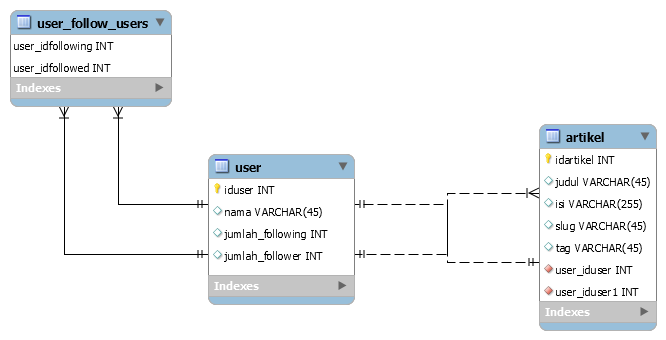 user_follow_users
user_idfollowing INT
user_idfollowed INT
Indexes
user
iduser INT
nama VARCHAR(45)
jumlah_following INT
jumlah_follower INT
Indexes
artikel
idartikel INT
judul VARCHAR(45)
isi VARCHAR(255)
slug VARCHAR(45)
tag VARCHAR(45)
user_iduser INT
user_iduser1 INT
Indexes